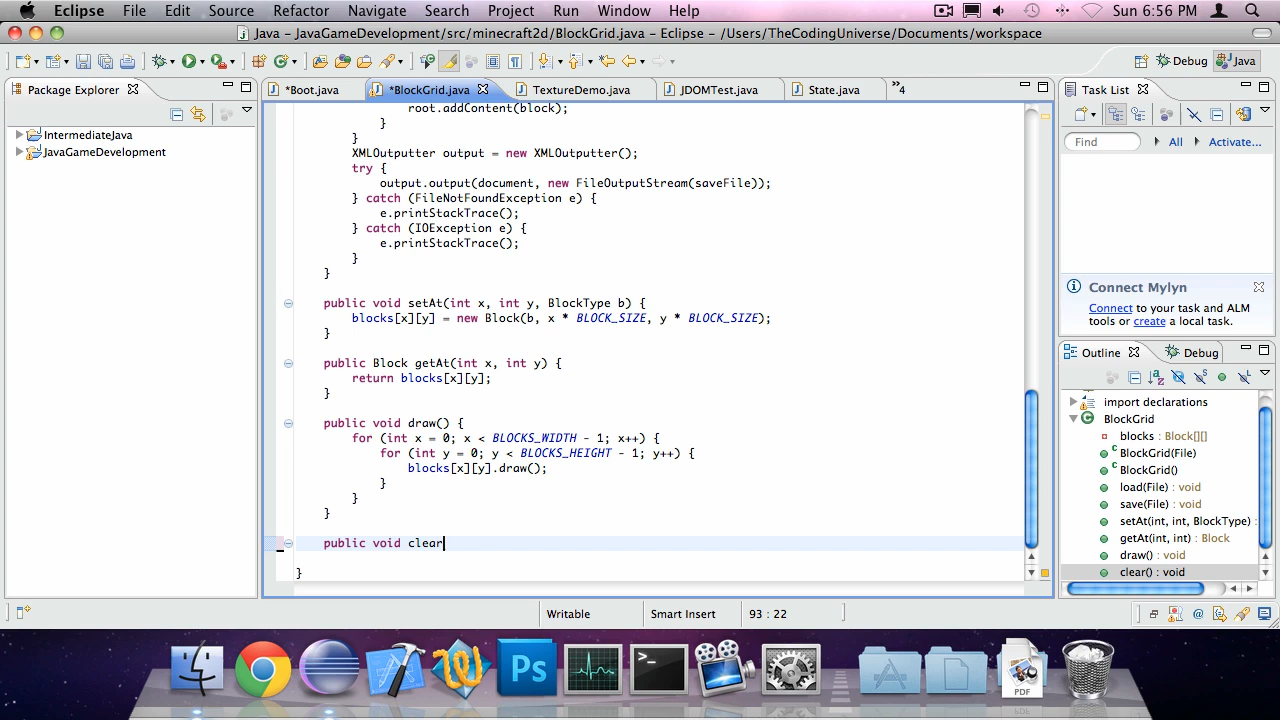 Eclipse File Edit Source Refactor Navigate Search Project Run Window Help Sun 6:56 PM
Java – JavaGameDevelopment/src/minecraft2d/BlockGrid.java – Eclipse – /Users/TheCodingUniverse/Documents/workspace
Debug Java
Package Explorer
*Boot.java *BlockGrid.java TextureDemo.java JDOMTest.java State.java »4
Task List
IntermediateJava
JavaGameDevelopment
Find All Activate...
root.addContent(block);
}
}
XMLOutputter output = new XMLOutputter();
try {
output.output(document, new FileOutputStream(saveFile));
} catch (FileNotFoundException e) {
e.printStackTrace();
} catch (IOException e) {
e.printStackTrace();
}
}
public void setAt(int x, int y, BlockType b) {
blocks[x][y] = new Block(b, x * BLOCK_SIZE, y * BLOCK_SIZE);
}
public Block getAt(int x, int y) {
return blocks[x][y];
}
public void draw() {
for (int x = 0; x < BLOCKS_WIDTH - 1; x++) {
for (int y = 0; y < BLOCKS_HEIGHT - 1; y++) {
blocks[x][y].draw();
}
}
}
public void clear
}
Connect Mylyn
Connect to your task and ALM
tools or create a local task.
Outline Debug
import declarations
BlockGrid
blocks : Block[][]
BlockGrid(File)
BlockGrid()
load(File) : void
save(File) : void
setAt(int, int, BlockType)
getAt(int, int) : Block
draw() : void
clear() : void
Writable Smart Insert 93 : 22
Ps
PDF